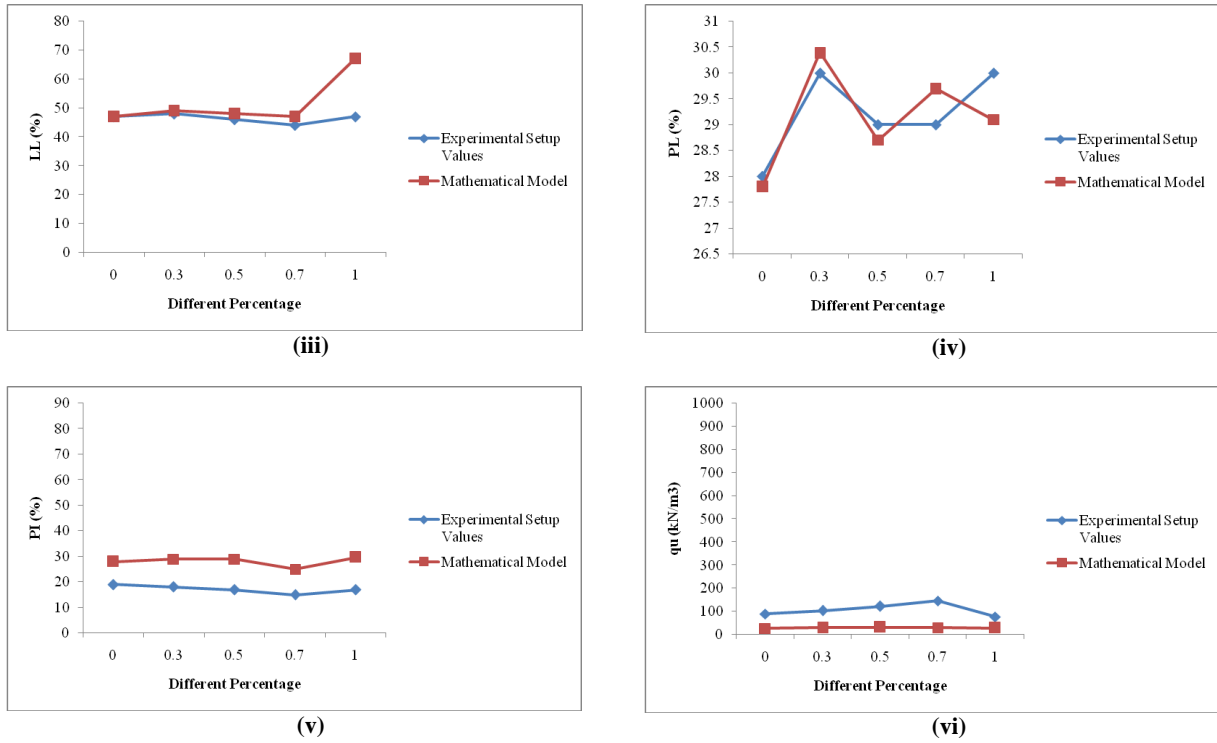 80
70
60
50
40
30
20
10
0
LL (%)
0 0.3 0.5 0.7 1
Different Percentage
Experimental Setup
Values
Mathematical Model
(iii)
31
30.5
30
29.5
29
28.5
28
27.5
27
26.5
PL (%)
0 0.3 0.5 0.7 1
Different Percentage
Experimental Setup
Values
Mathematical Model
(iv)
90
80
70
60
50
40
30
20
10
0
PI (%)
0 0.3 0.5 0.7 1
Different Percentage
Experimental Setup
Values
Mathematical Model
(v)
1000
900
800
700
600
500
400
300
200
100
0
qu (kN/m3)
0 0.3 0.5 0.7 1
Different Percentage
Experimental Setup
Values
Mathematical Model
(vi)